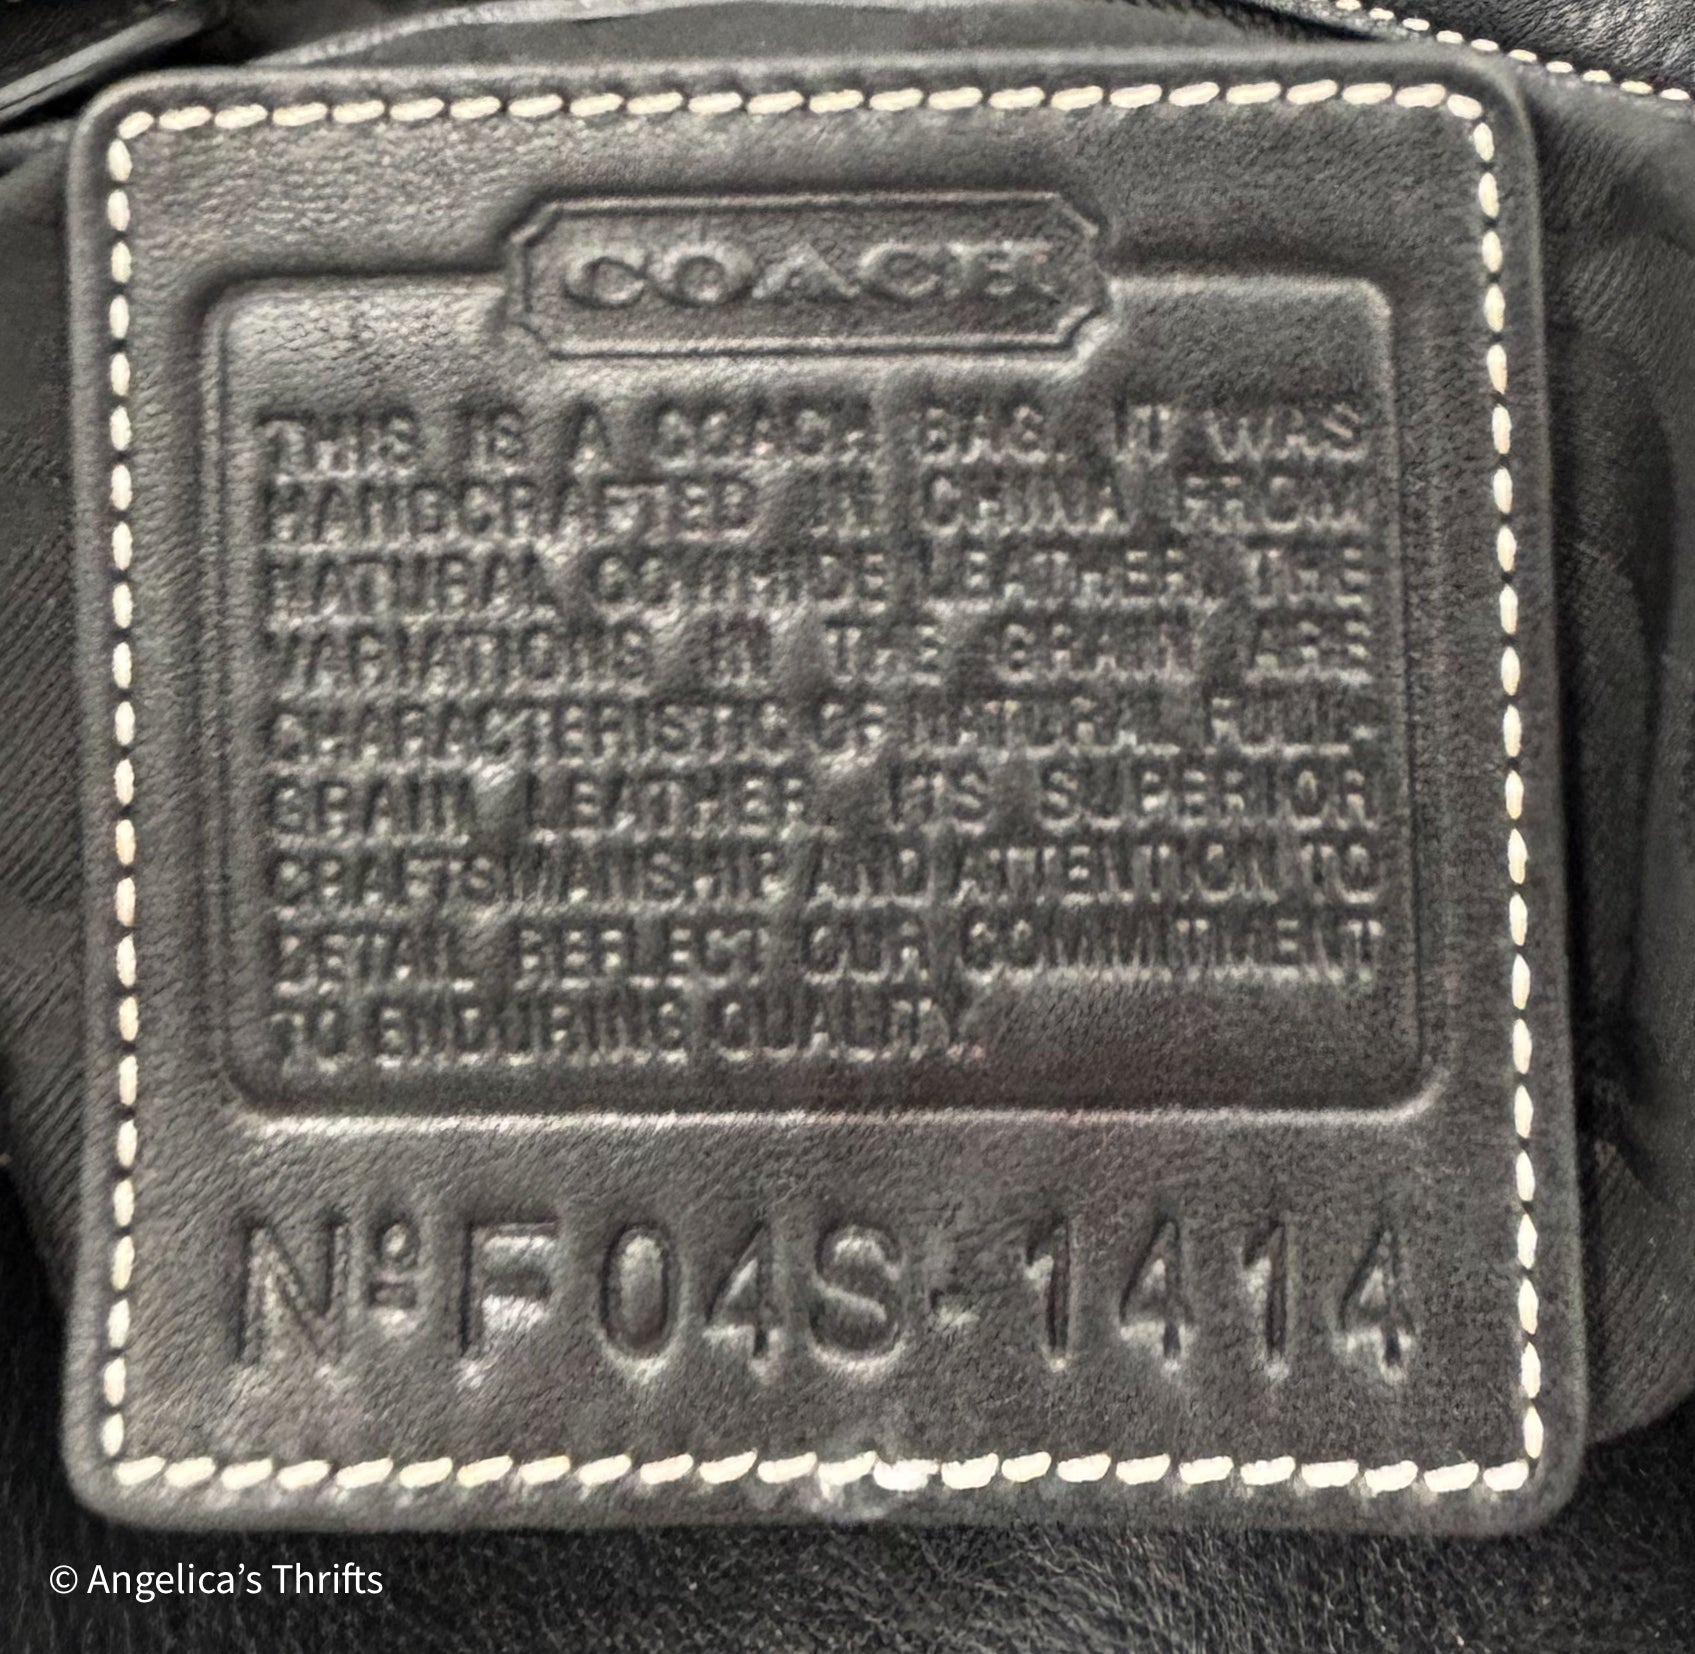 COACH
THIS IS A COACH BAG. IT WAS
HANDCRAFTED IN CHINA FROM
NATURAL COWHIDE LEATHER. THE
VARIATIONS IN THE GRAIN ARE
CHARACTERISTIC OF NATURAL FULL-
GRAIN LEATHER. ITS SUPERIOR
CRAFTSMANSHIP AND ATTENTION TO
DETAIL REFLECT OUR COMMITMENT
TO ENDURING QUALITY.
Nº F04S-1414
© Angelica’s Thrifts